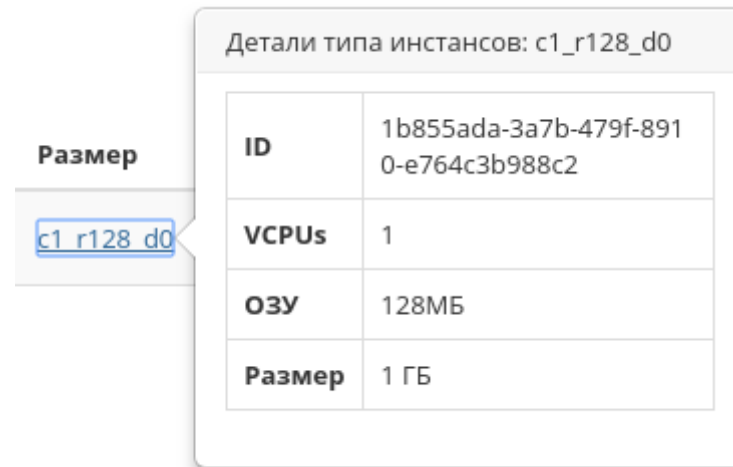 Детали типа инстансов: c1_r128_d0
Размер
c1_r128_d0
ID
1b855ada-3a7b-479f-891
0-e764c3b988c2
VCPUs
1
ОЗУ
128МБ
Размер
1 ГБ